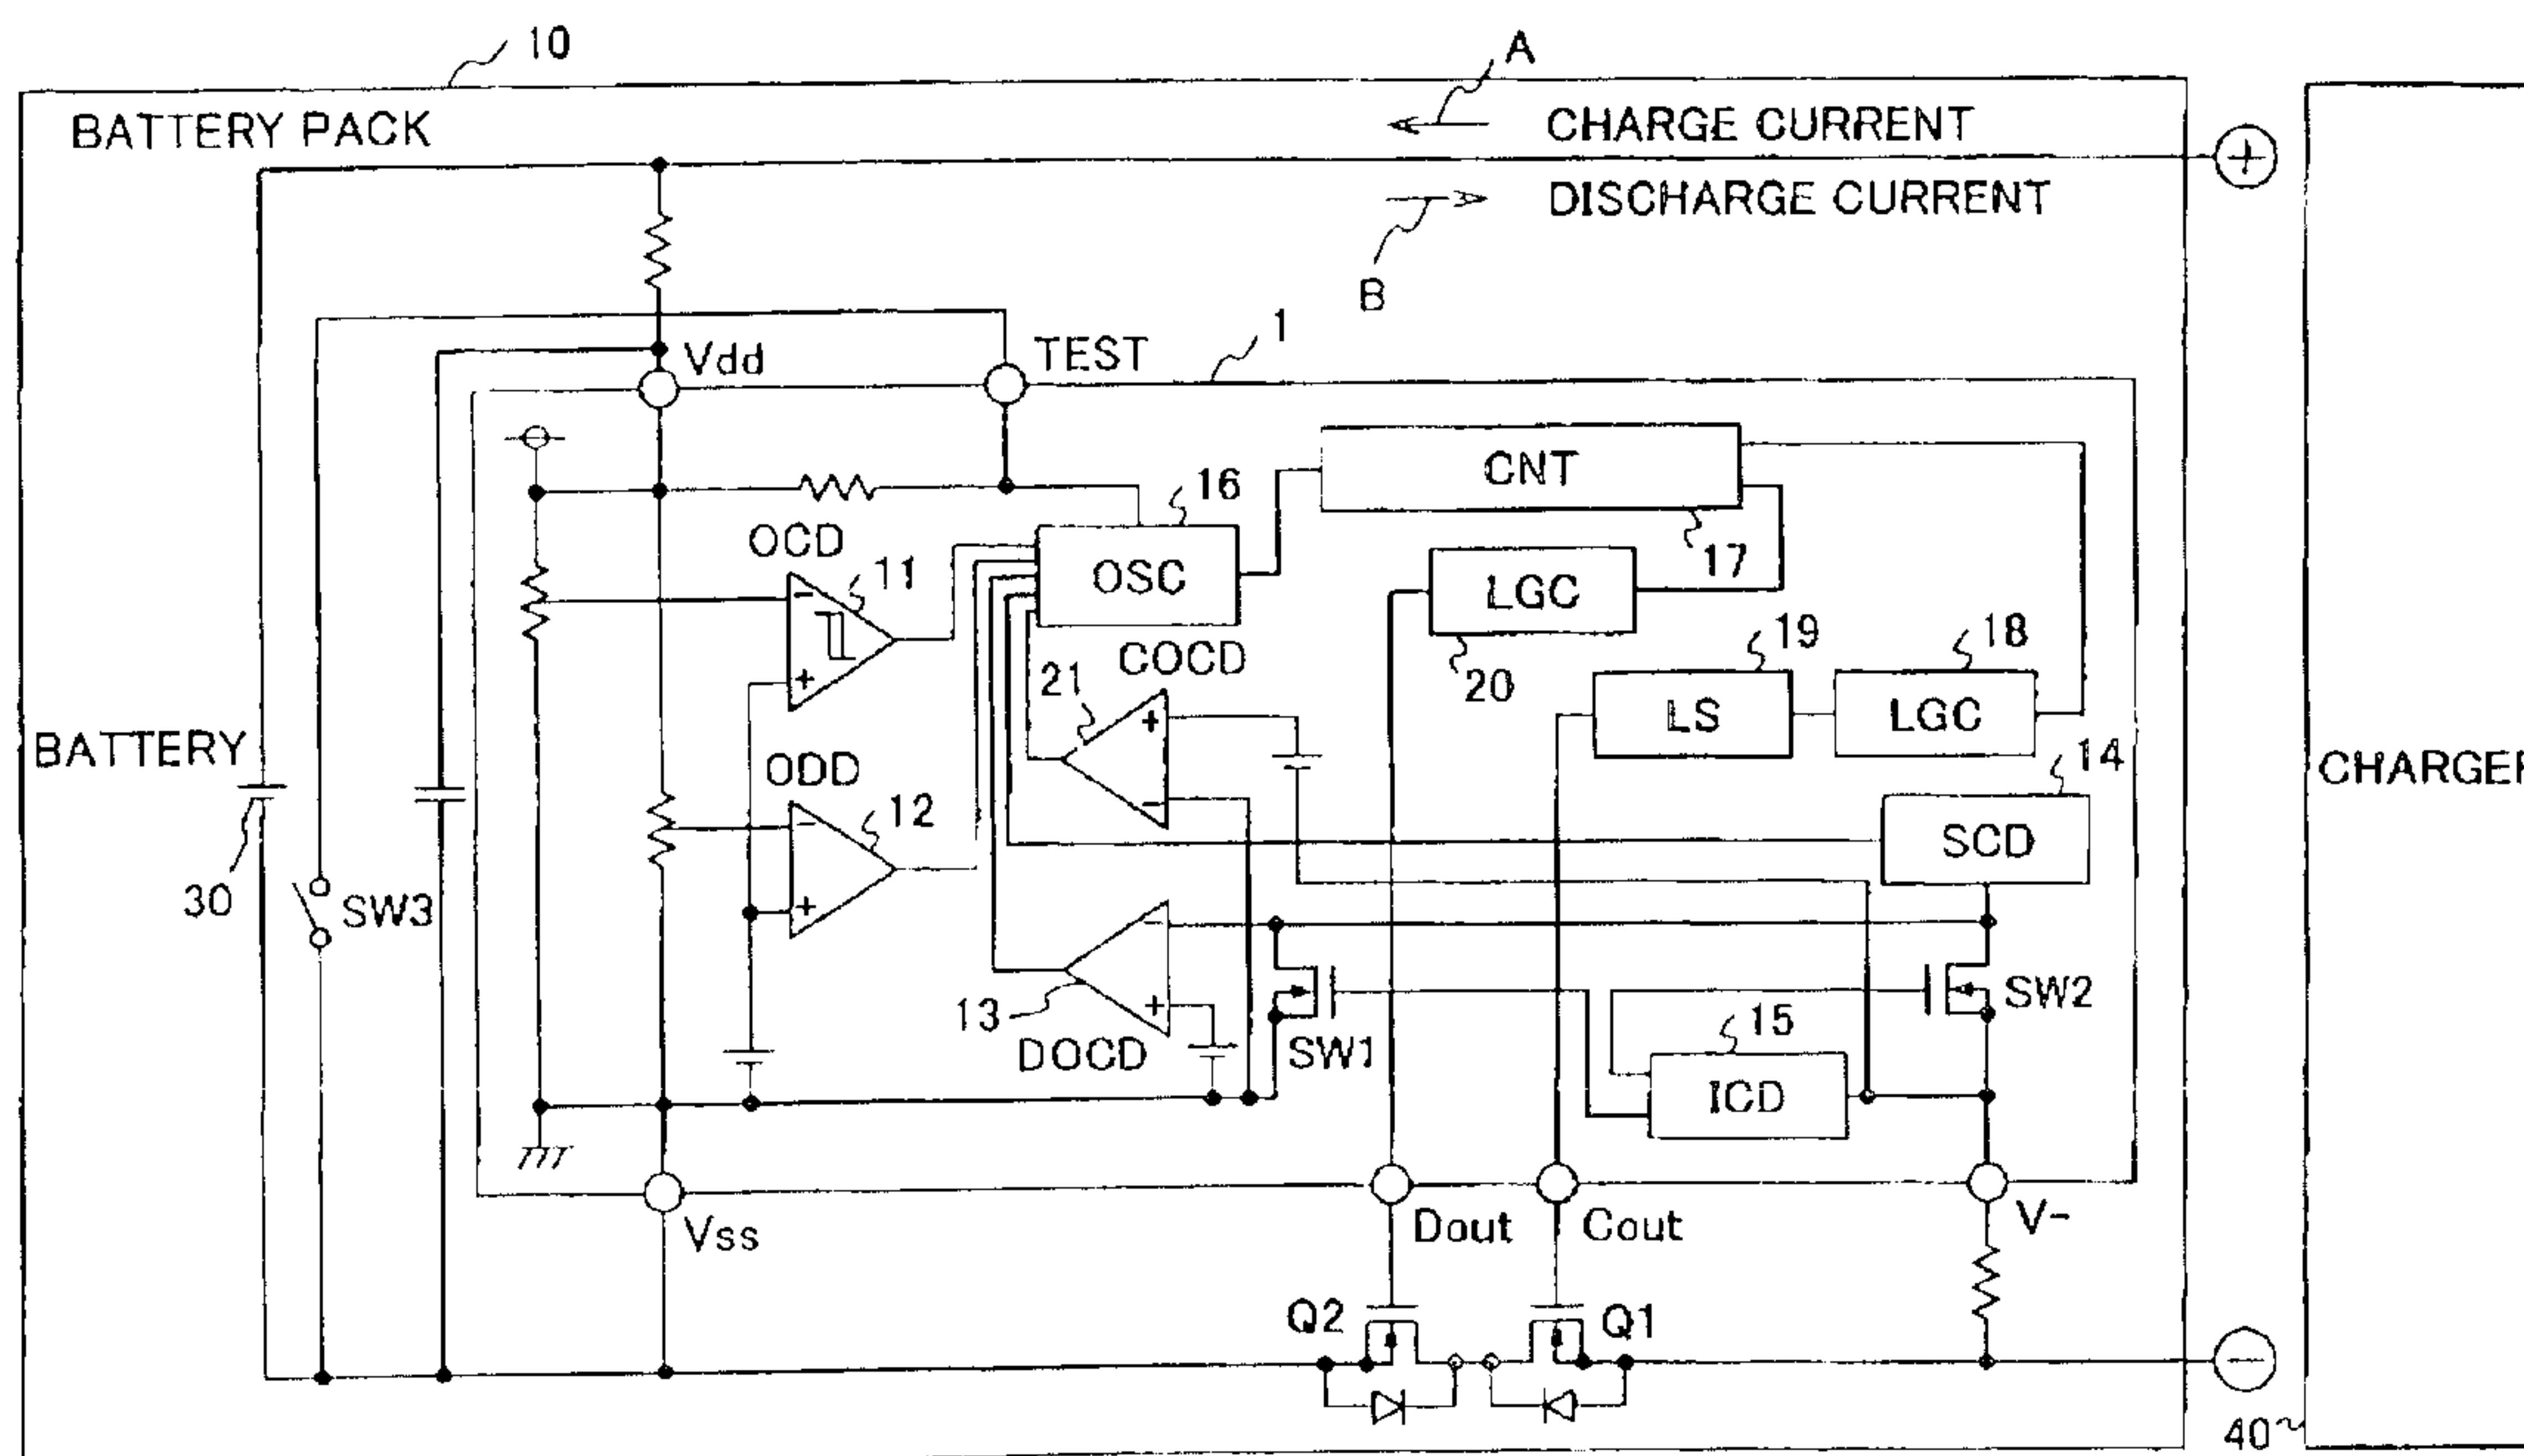 10
A
BATTERY PACK
CHARGE CURRENT
+
DISCHARGE CURRENT
B
1
Vdd
TEST
CNT
16
OCD
17
11
OSC
LGC
-
19
18
COCD
20
21
+
LS
LGC
+
BATTERY
14
ODD
-
12
-
SCD
30
SW3
+
-
SW2
13
+
15
DOCD
SW1
ICD
Vss
Dout
Cout
V-
Q2
Q1
-
40